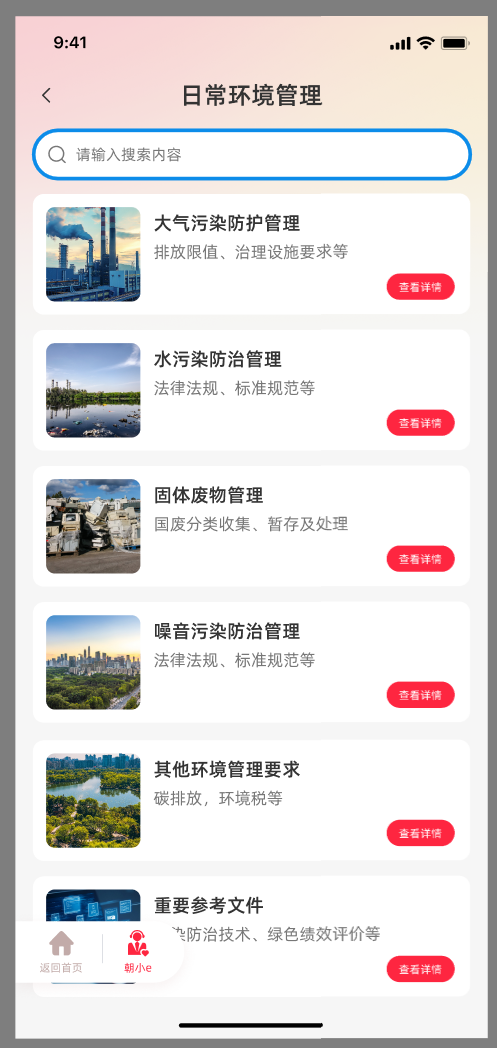 9:41
日常环境管理
请输入搜索内容
大气污染防护管理
排放限值、治理设施要求等
查看详情
水污染防治管理
法律法规、标准规范等
查看详情
固体废物管理
国废分类收集、暂存及处理
查看详情
噪音污染防治管理
法律法规、标准规范等
查看详情
其他环境管理要求
碳排放，环境税等
查看详情
重要参考文件
染防治技术、绿色绩效评价等
查看详情
返回首页
朝小e